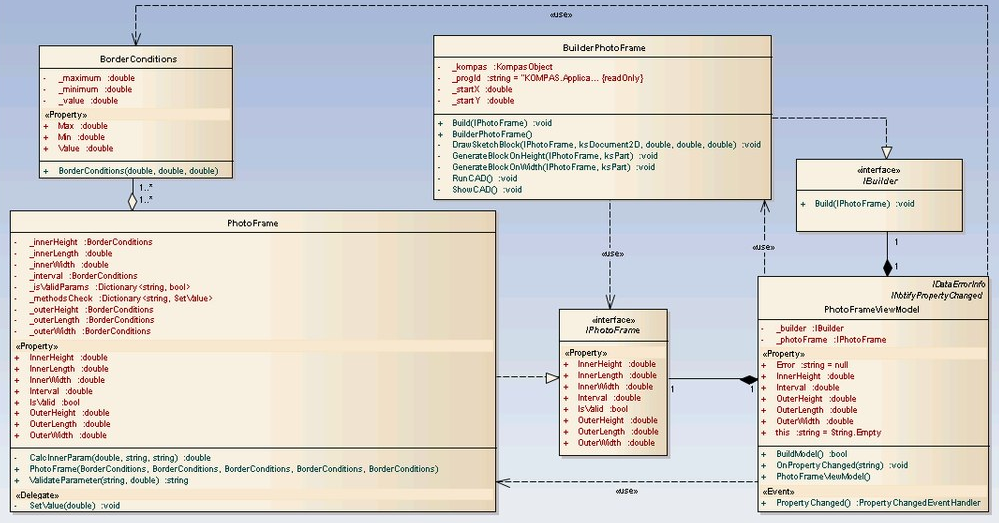 «use»
BorderConditions
- _maximum :double
- _minimum :double
- _value :double
«Property»
+ Max :double
+ Min :double
+ Value :double
+ BorderConditions(double, double, double)
1..*
1..*
BuilderPhotoFrame
- _kompas :KompasObject
- _progId :string = "KOMPAS.Applica... {readOnly}
- _startX :double
- _startY :double
+ Build(IPhotoFrame) :void
+ BuilderPhotoFrame()
- DrawSketchBlock(IPhotoFrame, ksDocument2D, double, double, double) :void
- GenerateBlockOnHeight(IPhotoFrame, ksPart) :void
- GenerateBlockOnWidth(IPhotoFrame, ksPart) :void
- RunCAD() :void
- ShowCAD() :void
«interface»
IBuilder
+ Build(IPhotoFrame) :void
1
1
«use»
«use»
PhotoFrame
- _innerHeight :BorderConditions
- _innerLength :double
- _innerWidth :double
- _interval :BorderConditions
- _isValidParams :Dictionary<string, bool>
- _methodsCheck :Dictionary<string, SetValue>
- _outerHeight :BorderConditions
- _outerLength :BorderConditions
- _outerWidth :BorderConditions
«Property»
+ InnerHeight :double
+ InnerLength :double
+ InnerWidth :double
+ Interval :double
+ IsValid :bool
+ OuterHeight :double
+ OuterLength :double
+ OuterWidth :double
- CalcInnerParam(double, string, string) :double
+ PhotoFrame(BorderConditions, BorderConditions, BorderConditions, BorderConditions, BorderConditions)
+ ValidateParameter(string, double) :string
«Delegate»
- SetValue(double) :void
«interface»
IPhotoFrame
«Property»
+ InnerHeight :double
+ InnerLength :double
+ InnerWidth :double
+ Interval :double
+ IsValid :bool
+ OuterHeight :double
+ OuterLength :double
+ OuterWidth :double
1
1
IDataErrorInfo
INotifyPropertyChanged
PhotoFrameViewModel
- _builder :IBuilder
- _photoFrame :IPhotoFrame
«Property»
+ Error :string = null
+ InnerHeight :double
+ Interval :double
+ OuterHeight :double
+ OuterLength :double
+ OuterWidth :double
+ this :string = String.Empty
+ BuildModel() :bool
+ OnPropertyChanged(string) :void
+ PhotoFrameViewModel()
«Event»
+ PropertyChanged() :PropertyChangedEventHandler
«use»